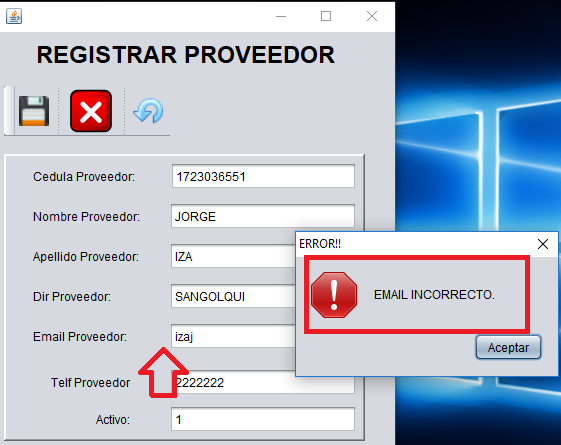 REGISTRAR PROVEEDOR
Cedula Proveedor: 1723036551
Nombre Proveedor: JORGE
Apellido Proveedor: IZA
Dir Proveedor: SANGOLQUI
Email Proveedor: izaj
Telf Proveedor 2222222
Activo: 1
ERROR!!
EMAIL INCORRECTO.
Aceptar